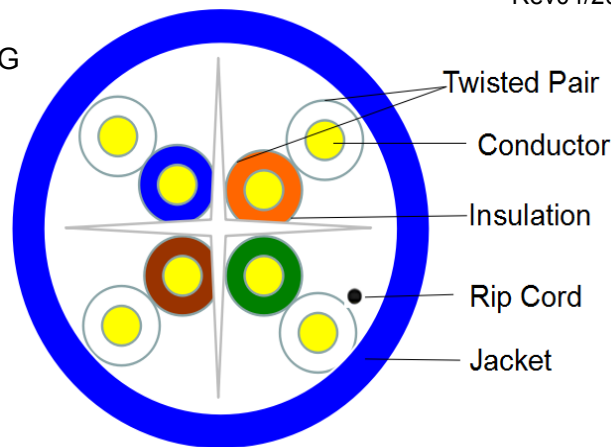 G
Twisted Pair
Conductor
Insulation
Rip Cord
Jacket